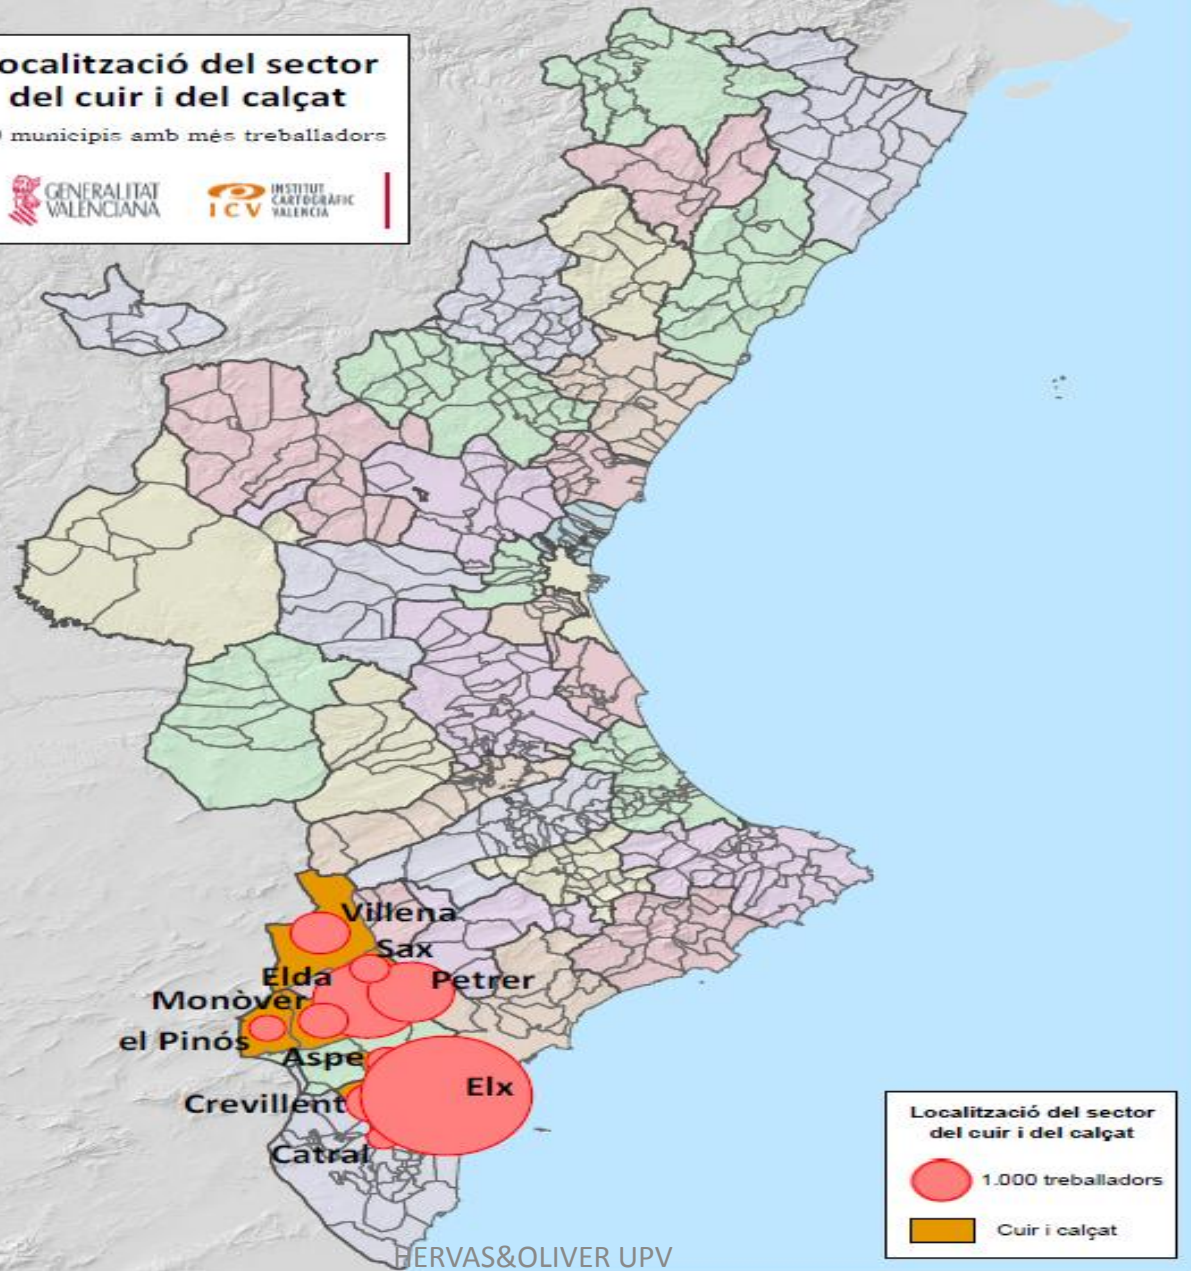 ocalització del sector
del cuir i del calçat
0 municipis amb més treballadors
GENERALITAT
VALENCIANA
ICV
INSTITUT
CARTOGRÀFIC
VALENCIÀ
Villena
Sax
Elda
Petrer
Monòver
el Pinós
Aspe
Elx
Crevillent
Catral
Localització del sector
del cuir i del calçat
1.000 treballadors
Cuir i calçat
HERVAS&OLIVER UPV